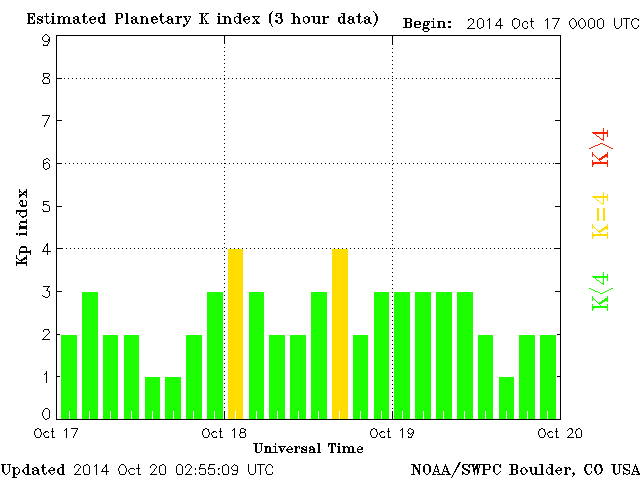 Estimated Planetary K index (3 hour data)
Begin: 2014 Oct 17 0000 UTC
9
8
7
6
5
4
3
2
1
0
Kp index
K>4
K=4
K<4
Oct 17
Oct 18
Oct 19
Oct 20
Universal Time
Updated 2014 Oct 20 02:55:09 UTC
NOAA/SWPC Boulder, CO USA